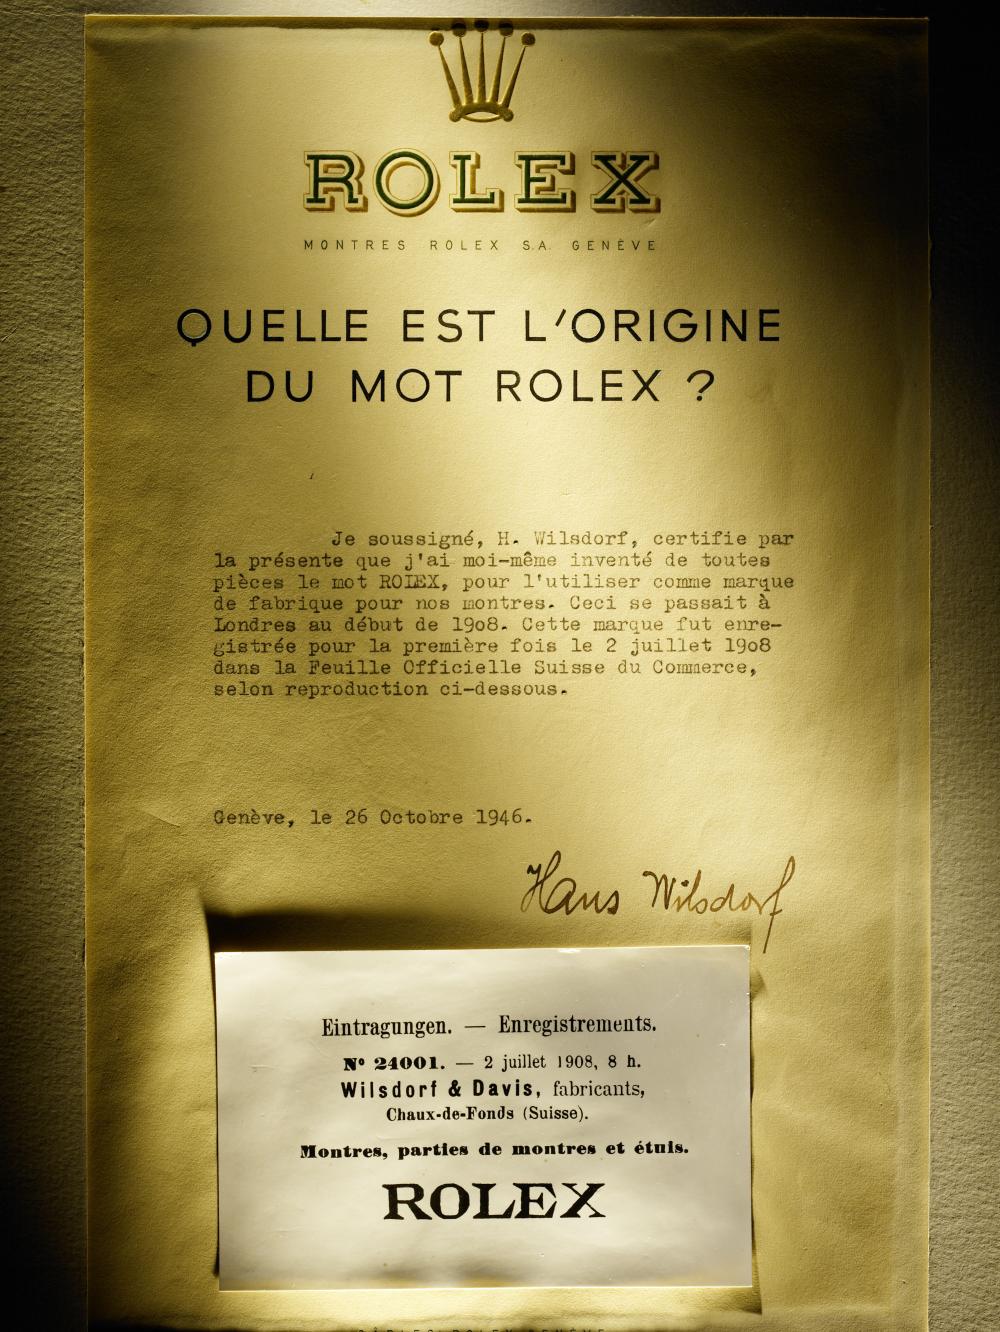 ROLEX
MONTRES ROLEX S.A. GENÈVE
QUELLE EST L'ORIGINE
DU MOT ROLEX ?
Je soussigné, H. Wilsdorf, certifie par
la présente que j'ai moi-même inventé de toutes
pièces le mot ROLEX, pour l'utiliser comme marque
de fabrique pour nos montres. Ceci se passait à
Londres au début de 1908. Cette marque fut enre-
gistrée pour la première fois le 2 juillet 1908
dans la Feuille Officielle Suisse du Commerce,
selon reproduction ci-dessous.
Genève, le 26 Octobre 1946.
Hans Wilsdorf
Eintragungen. — Enregistrements.
Nº 24001. — 2 juillet 1908, 8 h.
Wilsdorf & Davis, fabricants,
Chaux-de-Fonds (Suisse).
Montres, parties de montres et étuis.
ROLEX